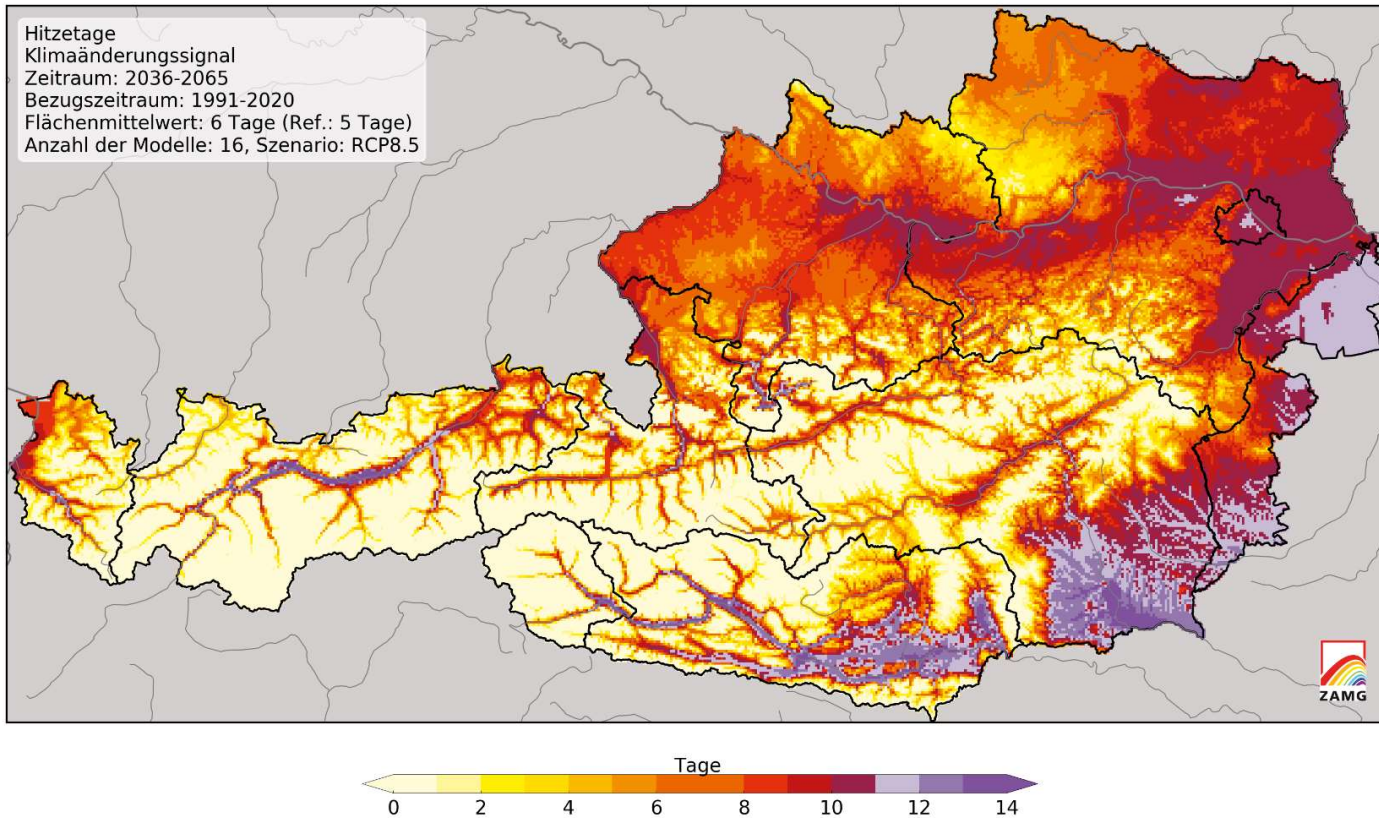 Hitzetage
Klimaänderungssignal
Zeitraum: 2036-2065
Bezugszeitraum: 1991-2020
Flächenmittelwert: 6 Tage (Ref.: 5 Tage)
Anzahl der Modelle: 16, Szenario: RCP8.5
ZAMG
Tage
0 2 4 6 8 10 12 14